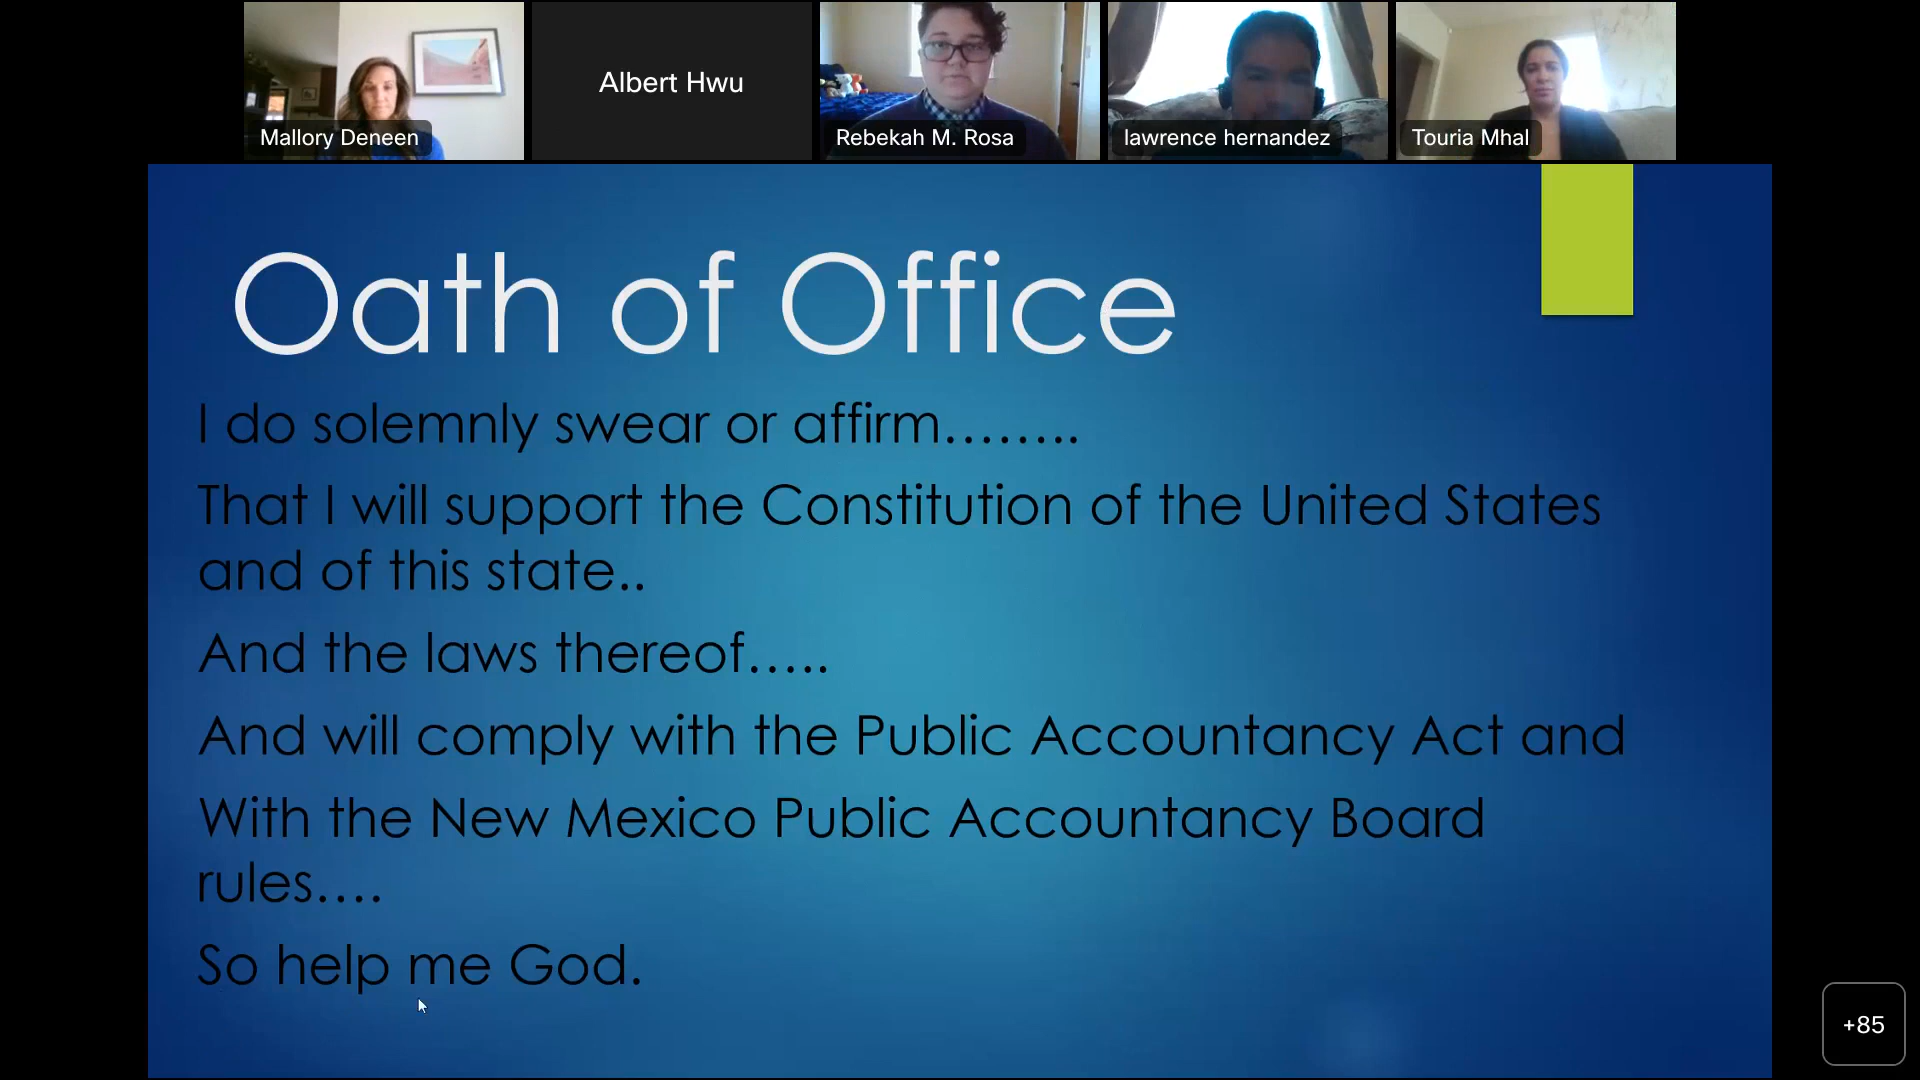 Mallory Deneen
Albert Hwu
Rebekah M. Rosa
lawrence hernandez
Touria Mhal
Oath of Office
I do solemnly swear or affirm……..
That I will support the Constitution of the United States
and of this state..
And the laws thereof…..
And will comply with the Public Accountancy Act and
With the New Mexico Public Accountancy Board
rules….
So help me God.
+85